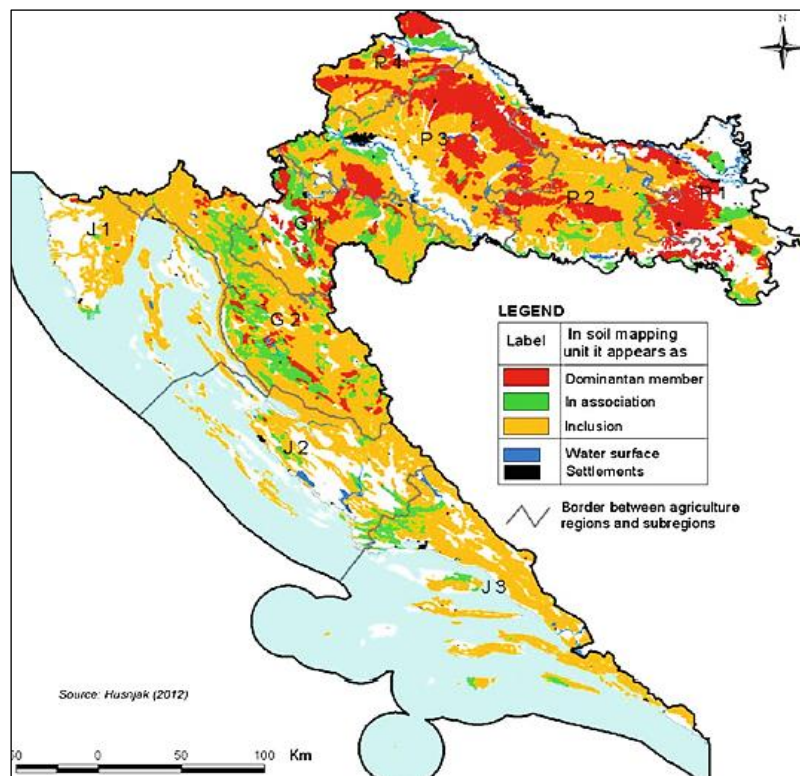 N
P 4
P 3
P 2
P 1
J 1
G 1
G 2
J 2
J 3
LEGEND
Label
In soil mapping
unit it appears as
Dominantan member
In association
Inclusion
Water surface
Settlements
Border between agriculture
regions and subregions
Source: Husnjak (2012)
50 0 50 100 Km